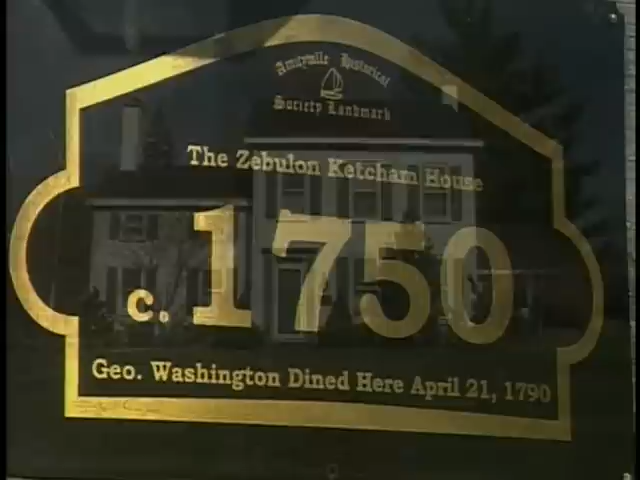 Amityville Historical
Society Landmark
The Zebulon Ketcham House
c. 1750
Geo. Washington Dined Here April 21, 1790